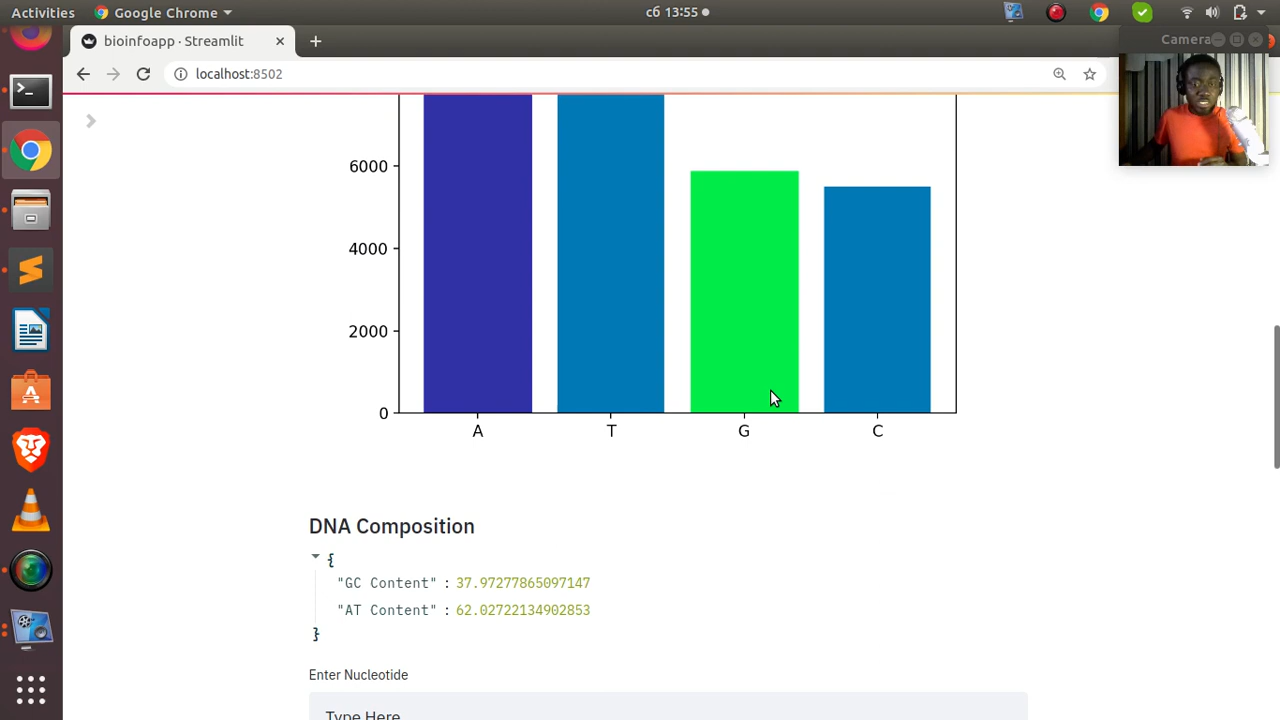 Activities Google Chrome сб 13:55
bioinfoapp · Streamlit
Camera
localhost:8502
6000
4000
2000
0
A T G C
DNA Composition
{
"GC Content" : 37.97277865097147
"AT Content" : 62.02722134902853
}
Enter Nucleotide
Type Here